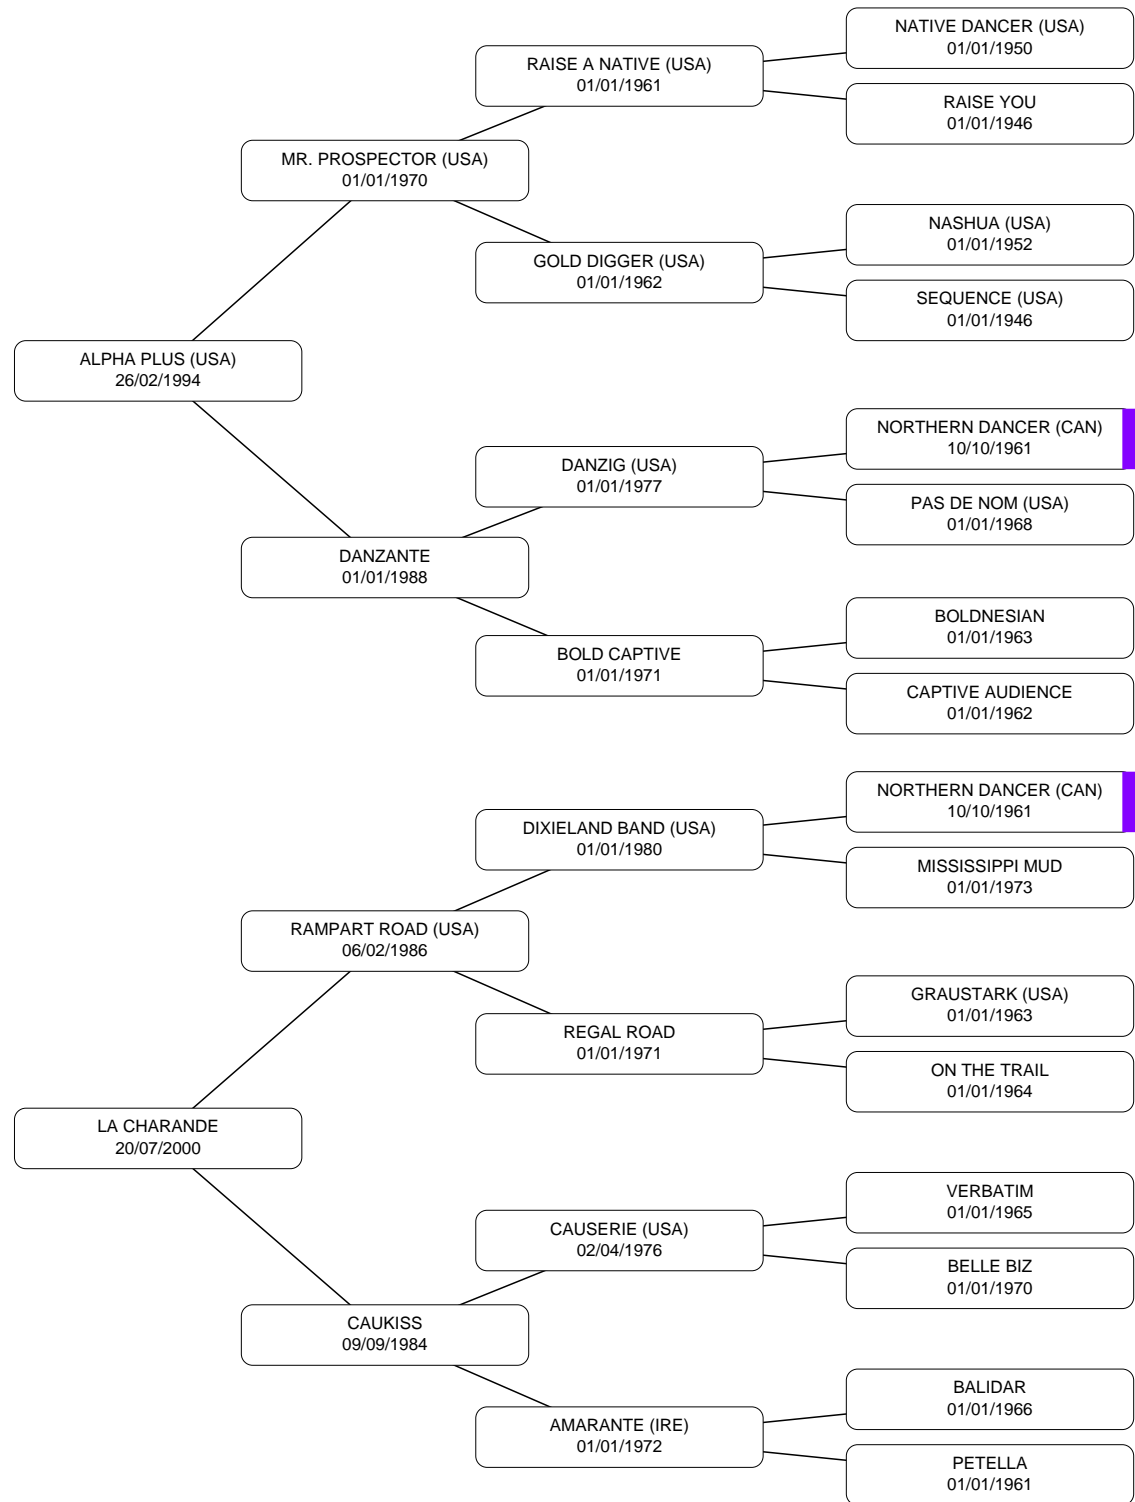 NATIVE DANCER (USA)
01/01/1950
RAISE A NATIVE (USA)
01/01/1961
RAISE YOU
01/01/1946
MR. PROSPECTOR (USA)
01/01/1970
NASHUA (USA)
01/01/1952
GOLD DIGGER (USA)
01/01/1962
SEQUENCE (USA)
01/01/1946
ALPHA PLUS (USA)
26/02/1994
NORTHERN DANCER (CAN)
10/10/1961
DANZIG (USA)
01/01/1977
PAS DE NOM (USA)
01/01/1968
DANZANTE
01/01/1988
BOLDNESIAN
01/01/1963
BOLD CAPTIVE
01/01/1971
CAPTIVE AUDIENCE
01/01/1962
NORTHERN DANCER (CAN)
10/10/1961
DIXIELAND BAND (USA)
01/01/1980
MISSISSIPPI MUD
01/01/1973
RAMPART ROAD (USA)
06/02/1986
GRAUSTARK (USA)
01/01/1963
REGAL ROAD
01/01/1971
ON THE TRAIL
01/01/1964
LA CHARANDE
20/07/2000
VERBATIM
01/01/1965
CAUSERIE (USA)
02/04/1976
BELLE BIZ
01/01/1970
CAUKISS
09/09/1984
BALIDAR
01/01/1966
AMARANTE (IRE)
01/01/1972
PETELLA
01/01/1961